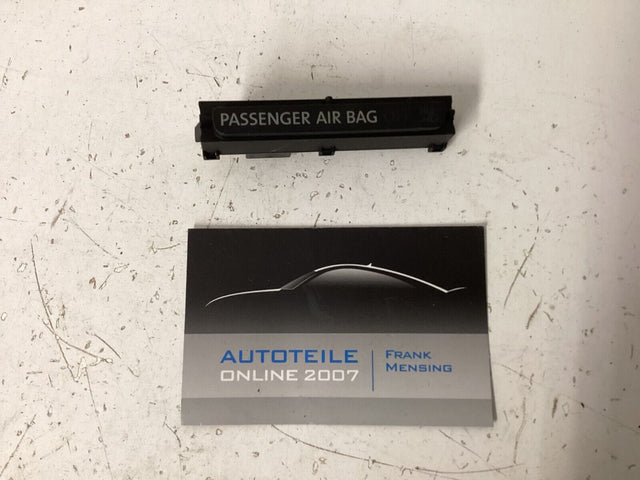 PASSENGER AIR BAG
AUTOTEILE
ONLINE 2007
FRANK
MENSING